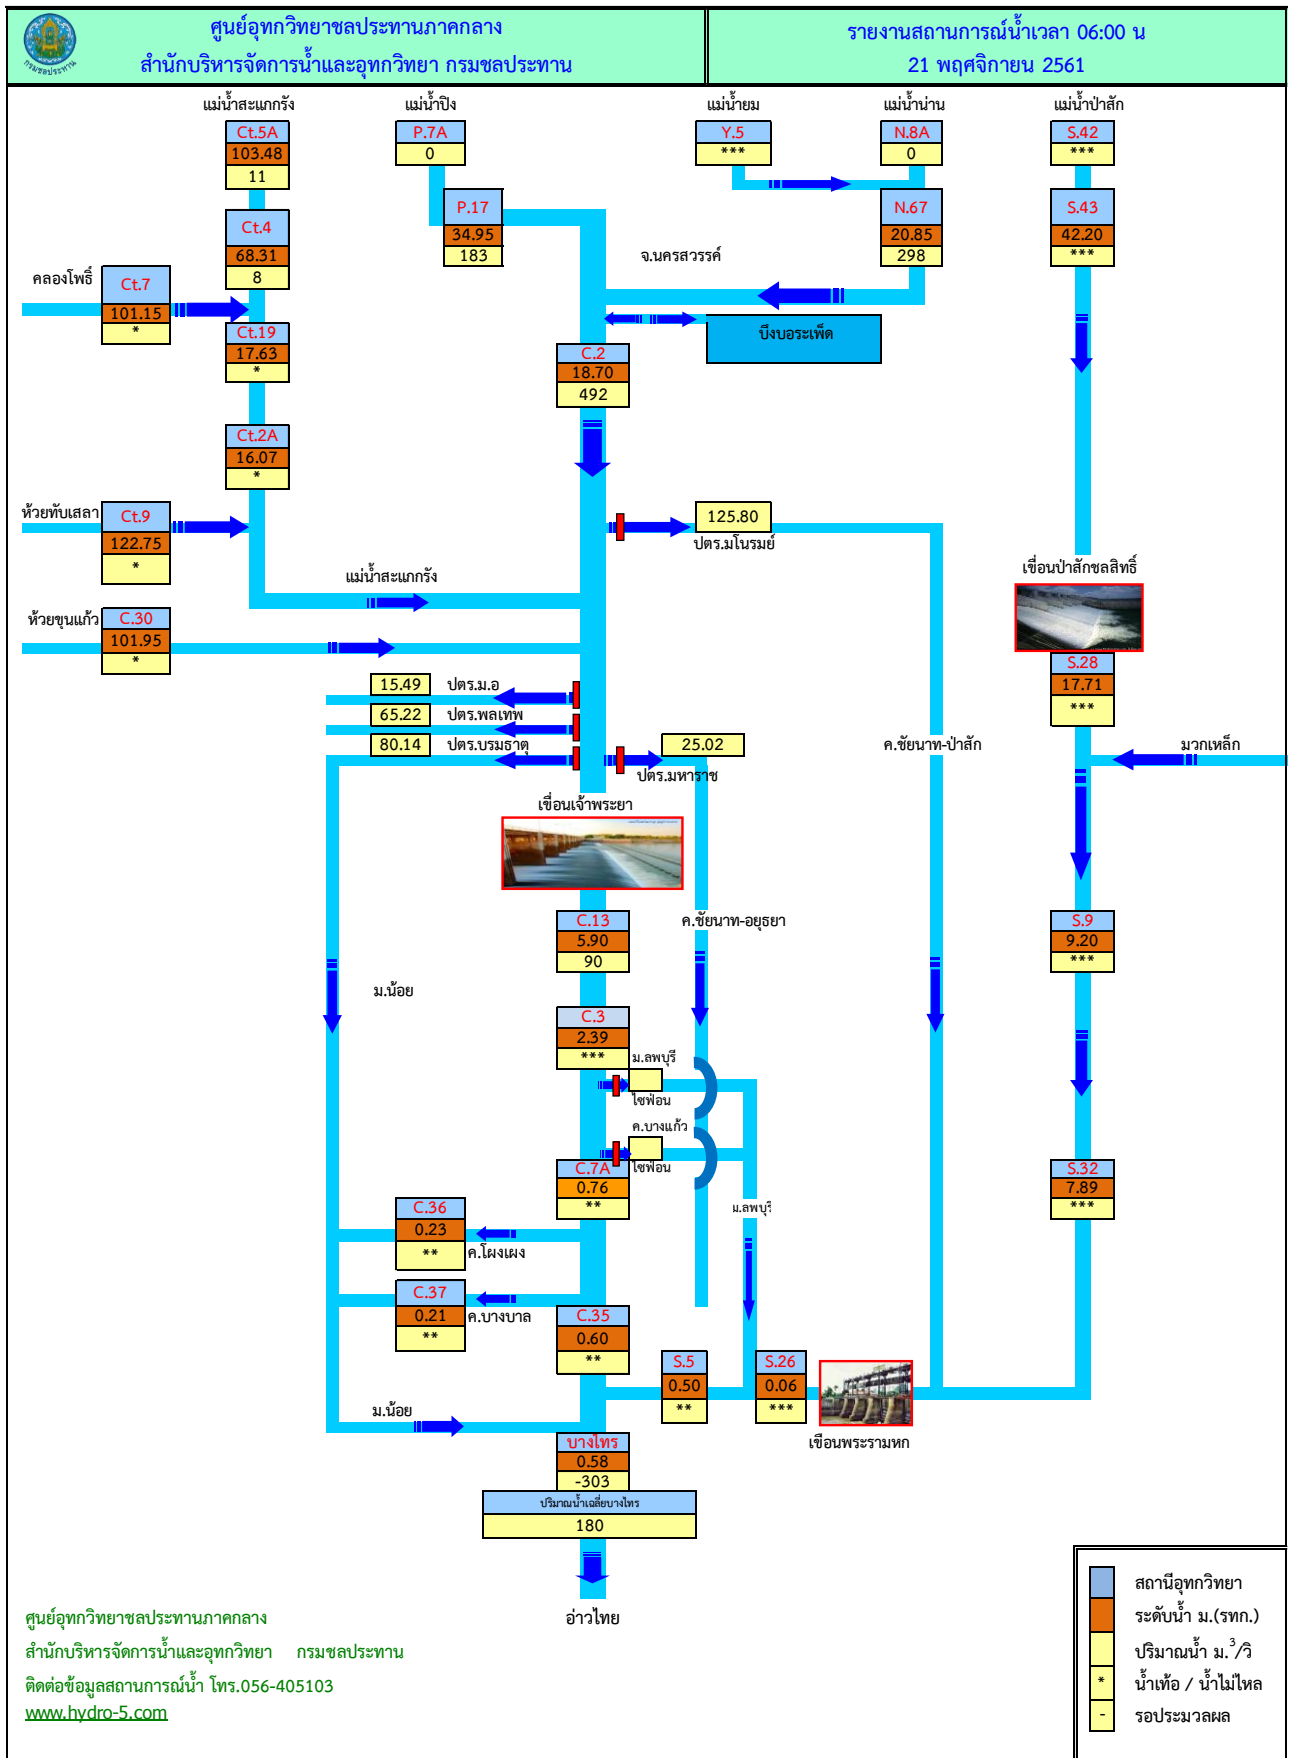 ศูนย์อุทกวิทยาชลประทานภาคกลาง
สำนักบริหารจัดการน้ำและอุทกวิทยา กรมชลประทาน
รายงานสถานการณ์น้ำเวลา 06:00 น
21 พฤศจิกายน 2561
กรมชลประทาน
แม่น้ำสะแกกรัง
แม่น้ำปิง
แม่น้ำยม
แม่น้ำน่าน
แม่น้ำป่าสัก
Ct.5A
103.48
11
P.7A
0
Y.5
***
N.8A
0
S.42
***
Ct.4
68.31
8
P.17
34.95
183
N.67
20.85
298
S.43
42.20
***
จ.นครสวรรค์
คลองโพธิ์
Ct.7
101.15
*
Ct.19
17.63
*
บึงบอระเพ็ด
C.2
18.70
492
Ct.2A
16.07
*
ห้วยทับเสลา
Ct.9
122.75
*
125.80
ปตร.มโนรมย์
แม่น้ำสะแกกรัง
เขื่อนป่าสักชลสิทธิ์
ห้วยขุนแก้ว
C.30
101.95
*
S.28
17.71
***
15.49
ปตร.ม.อ
65.22
ปตร.พลเทพ
80.14
ปตร.บรมธาตุ
25.02
ปตร.มหาราช
ค.ชัยนาท-ป่าสัก
มวกเหล็ก
เขื่อนเจ้าพระยา
C.13
5.90
90
ค.ชัยนาท-อยุธยา
S.9
9.20
***
ม.น้อย
C.3
2.39
***
ม.ลพบุรี
ไซฟ่อน
ค.บางแก้ว
ไซฟ่อน
C.7A
0.76
**
S.32
7.89
***
ม.ลพบุรี
C.36
0.23
**
ค.โผงเผง
C.37
0.21
**
ค.บางบาล
C.35
0.60
**
S.5
0.50
**
S.26
0.06
***
ม.น้อย
เขือนพระรามหก
บางไทร
0.58
-303
ปริมาณน้ำเฉลี่ยบางไทร
180
อ่าวไทย
สถานีอุทกวิทยา
ระดับน้ำ ม.(รทก.)
ปริมาณน้ำ ม.³/วิ
* น้ำเท้อ / น้ำไม่ไหล
- รอประมวลผล
ศูนย์อุทกวิทยาชลประทานภาคกลาง
สำนักบริหารจัดการน้ำและอุทกวิทยา กรมชลประทาน
ติดต่อข้อมูลสถานการณ์น้ำ โทร.056-405103
www.hydro-5.com